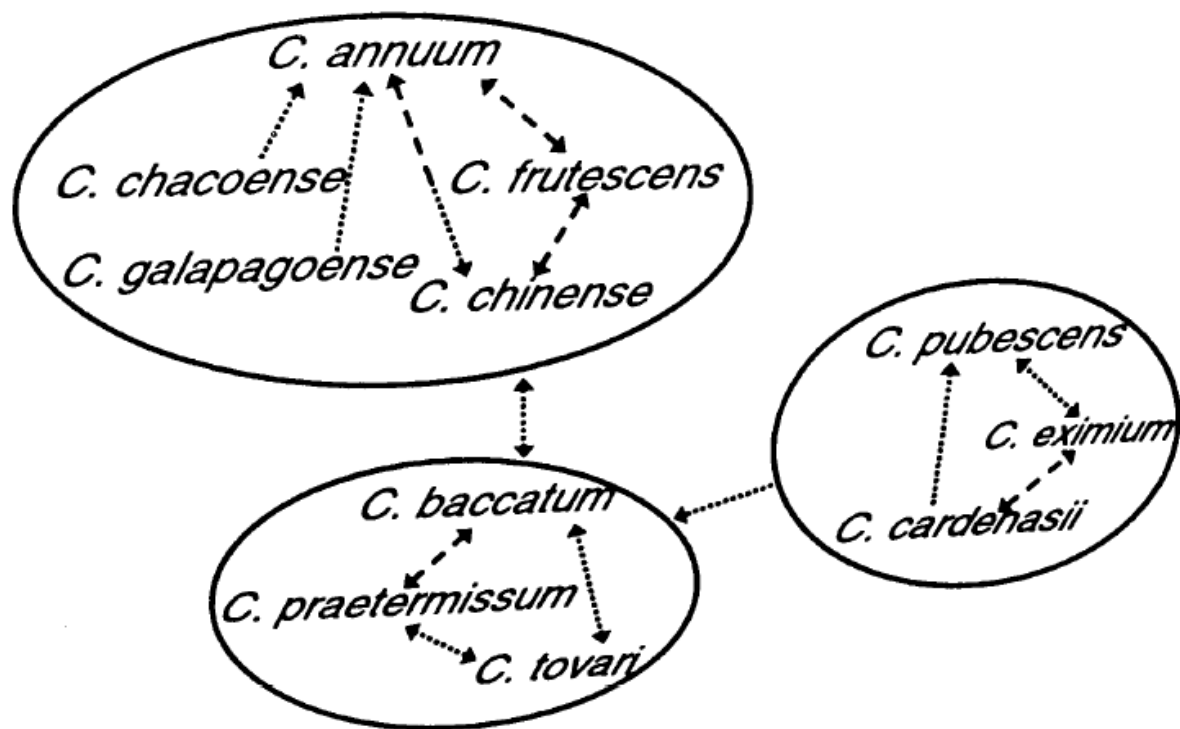 C. annuum
C. chacoense
C. frutescens
C. galapagoense
C. chinense
C. pubescens
C. eximium
C. cardenasii
C. baccatum
C. praetermissum
C. tovari